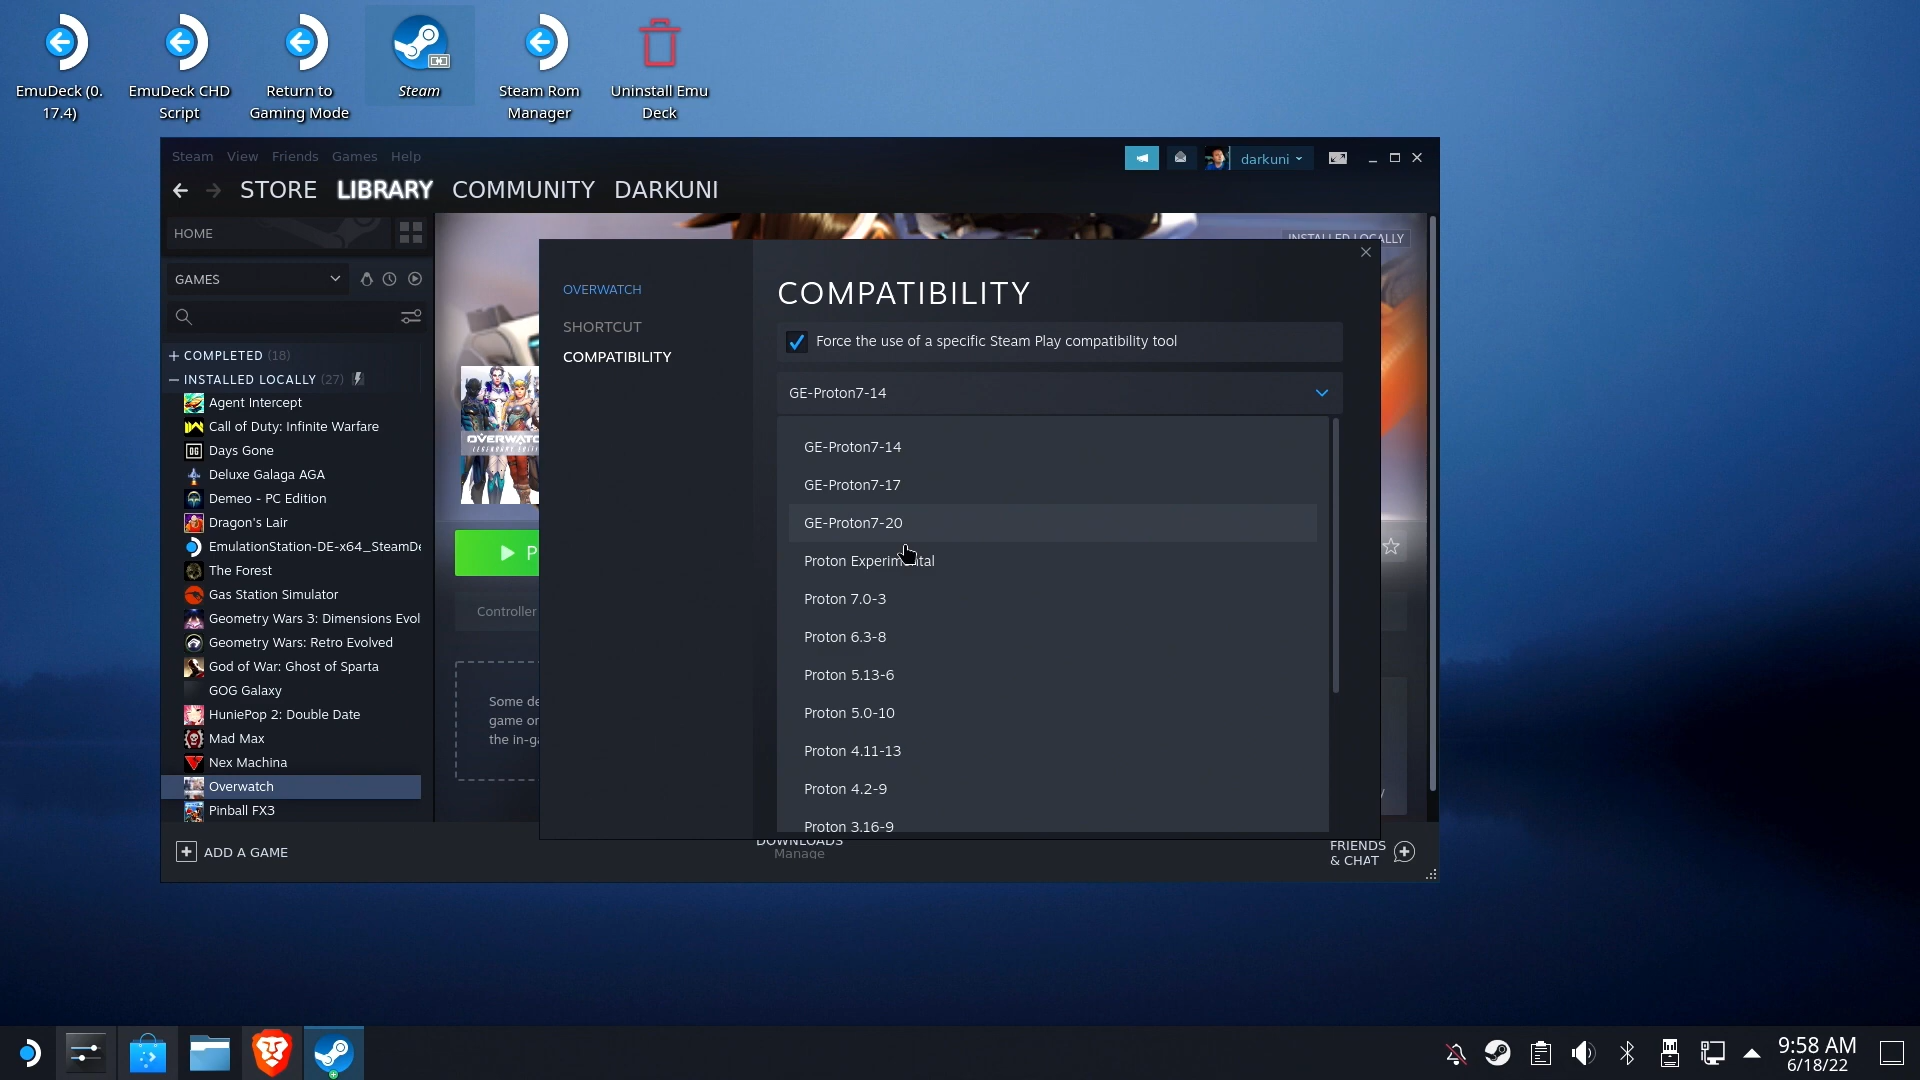 EmuDeck (0.
17.4)
EmuDeck CHD
Script
Return to
Gaming Mode
Steam
Steam Rom
Manager
Uninstall Emu
Deck
Steam View Friends Games Help
darkuni
STORE LIBRARY COMMUNITY DARKUNI
HOME
INSTALLED LOCALLY
GAMES
COMPLETED (18)
INSTALLED LOCALLY (27)
Agent Intercept
Call of Duty: Infinite Warfare
Days Gone
Deluxe Galaga AGA
Demeo - PC Edition
Dragon's Lair
EmulationStation-DE-x64_SteamDe
The Forest
Gas Station Simulator
Geometry Wars 3: Dimensions Evol
Geometry Wars: Retro Evolved
God of War: Ghost of Sparta
GOG Galaxy
HuniePop 2: Double Date
Mad Max
Nex Machina
Overwatch
Pinball FX3
OVERWATC
LEGENDARY EDITI
P
Controller
Some de
game or
the in-ga
OVERWATCH
SHORTCUT
COMPATIBILITY
COMPATIBILITY
Force the use of a specific Steam Play compatibility tool
GE-Proton7-14
GE-Proton7-14
GE-Proton7-17
GE-Proton7-20
Proton Experimental
Proton 7.0-3
Proton 6.3-8
Proton 5.13-6
Proton 5.0-10
Proton 4.11-13
Proton 4.2-9
Proton 3.16-9
y
ADD A GAME
DOWNLOADS
Manage
FRIENDS
& CHAT
9:58 AM
6/18/22